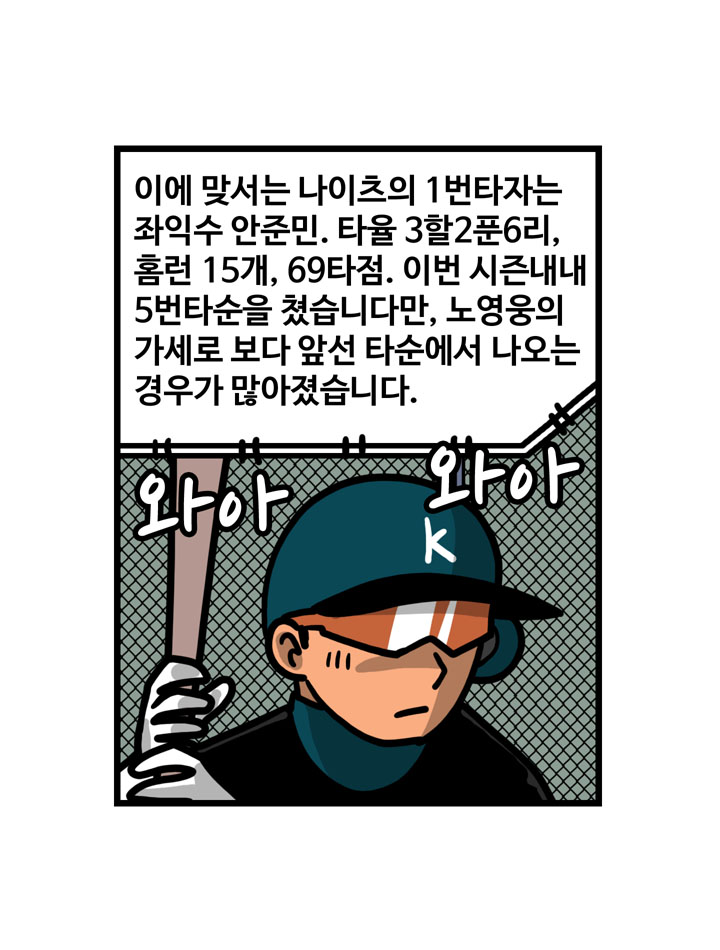 이에 맞서는 나이츠의 1번타자는
좌익수 안준민. 타율 3할2푼6리,
홈런 15개, 69타점. 이번 시즌내내
5번타순을 쳤습니다만, 노영웅의
가세로 보다 앞선 타순에서 나오는
경우가 많아졌습니다.
와아
와아
K